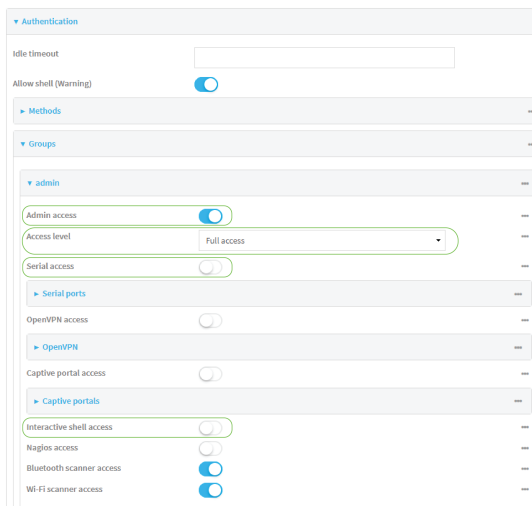 Authentication
Idle timeout
Allow shell (Warning)
Methods
Groups
admin
Admin access
Access level Full access
Serial access
Serial ports
OpenVPN access
OpenVPN
Captive portal access
Captive portals
Interactive shell access
Nagios access
Bluetooth scanner access
Wi-Fi scanner access